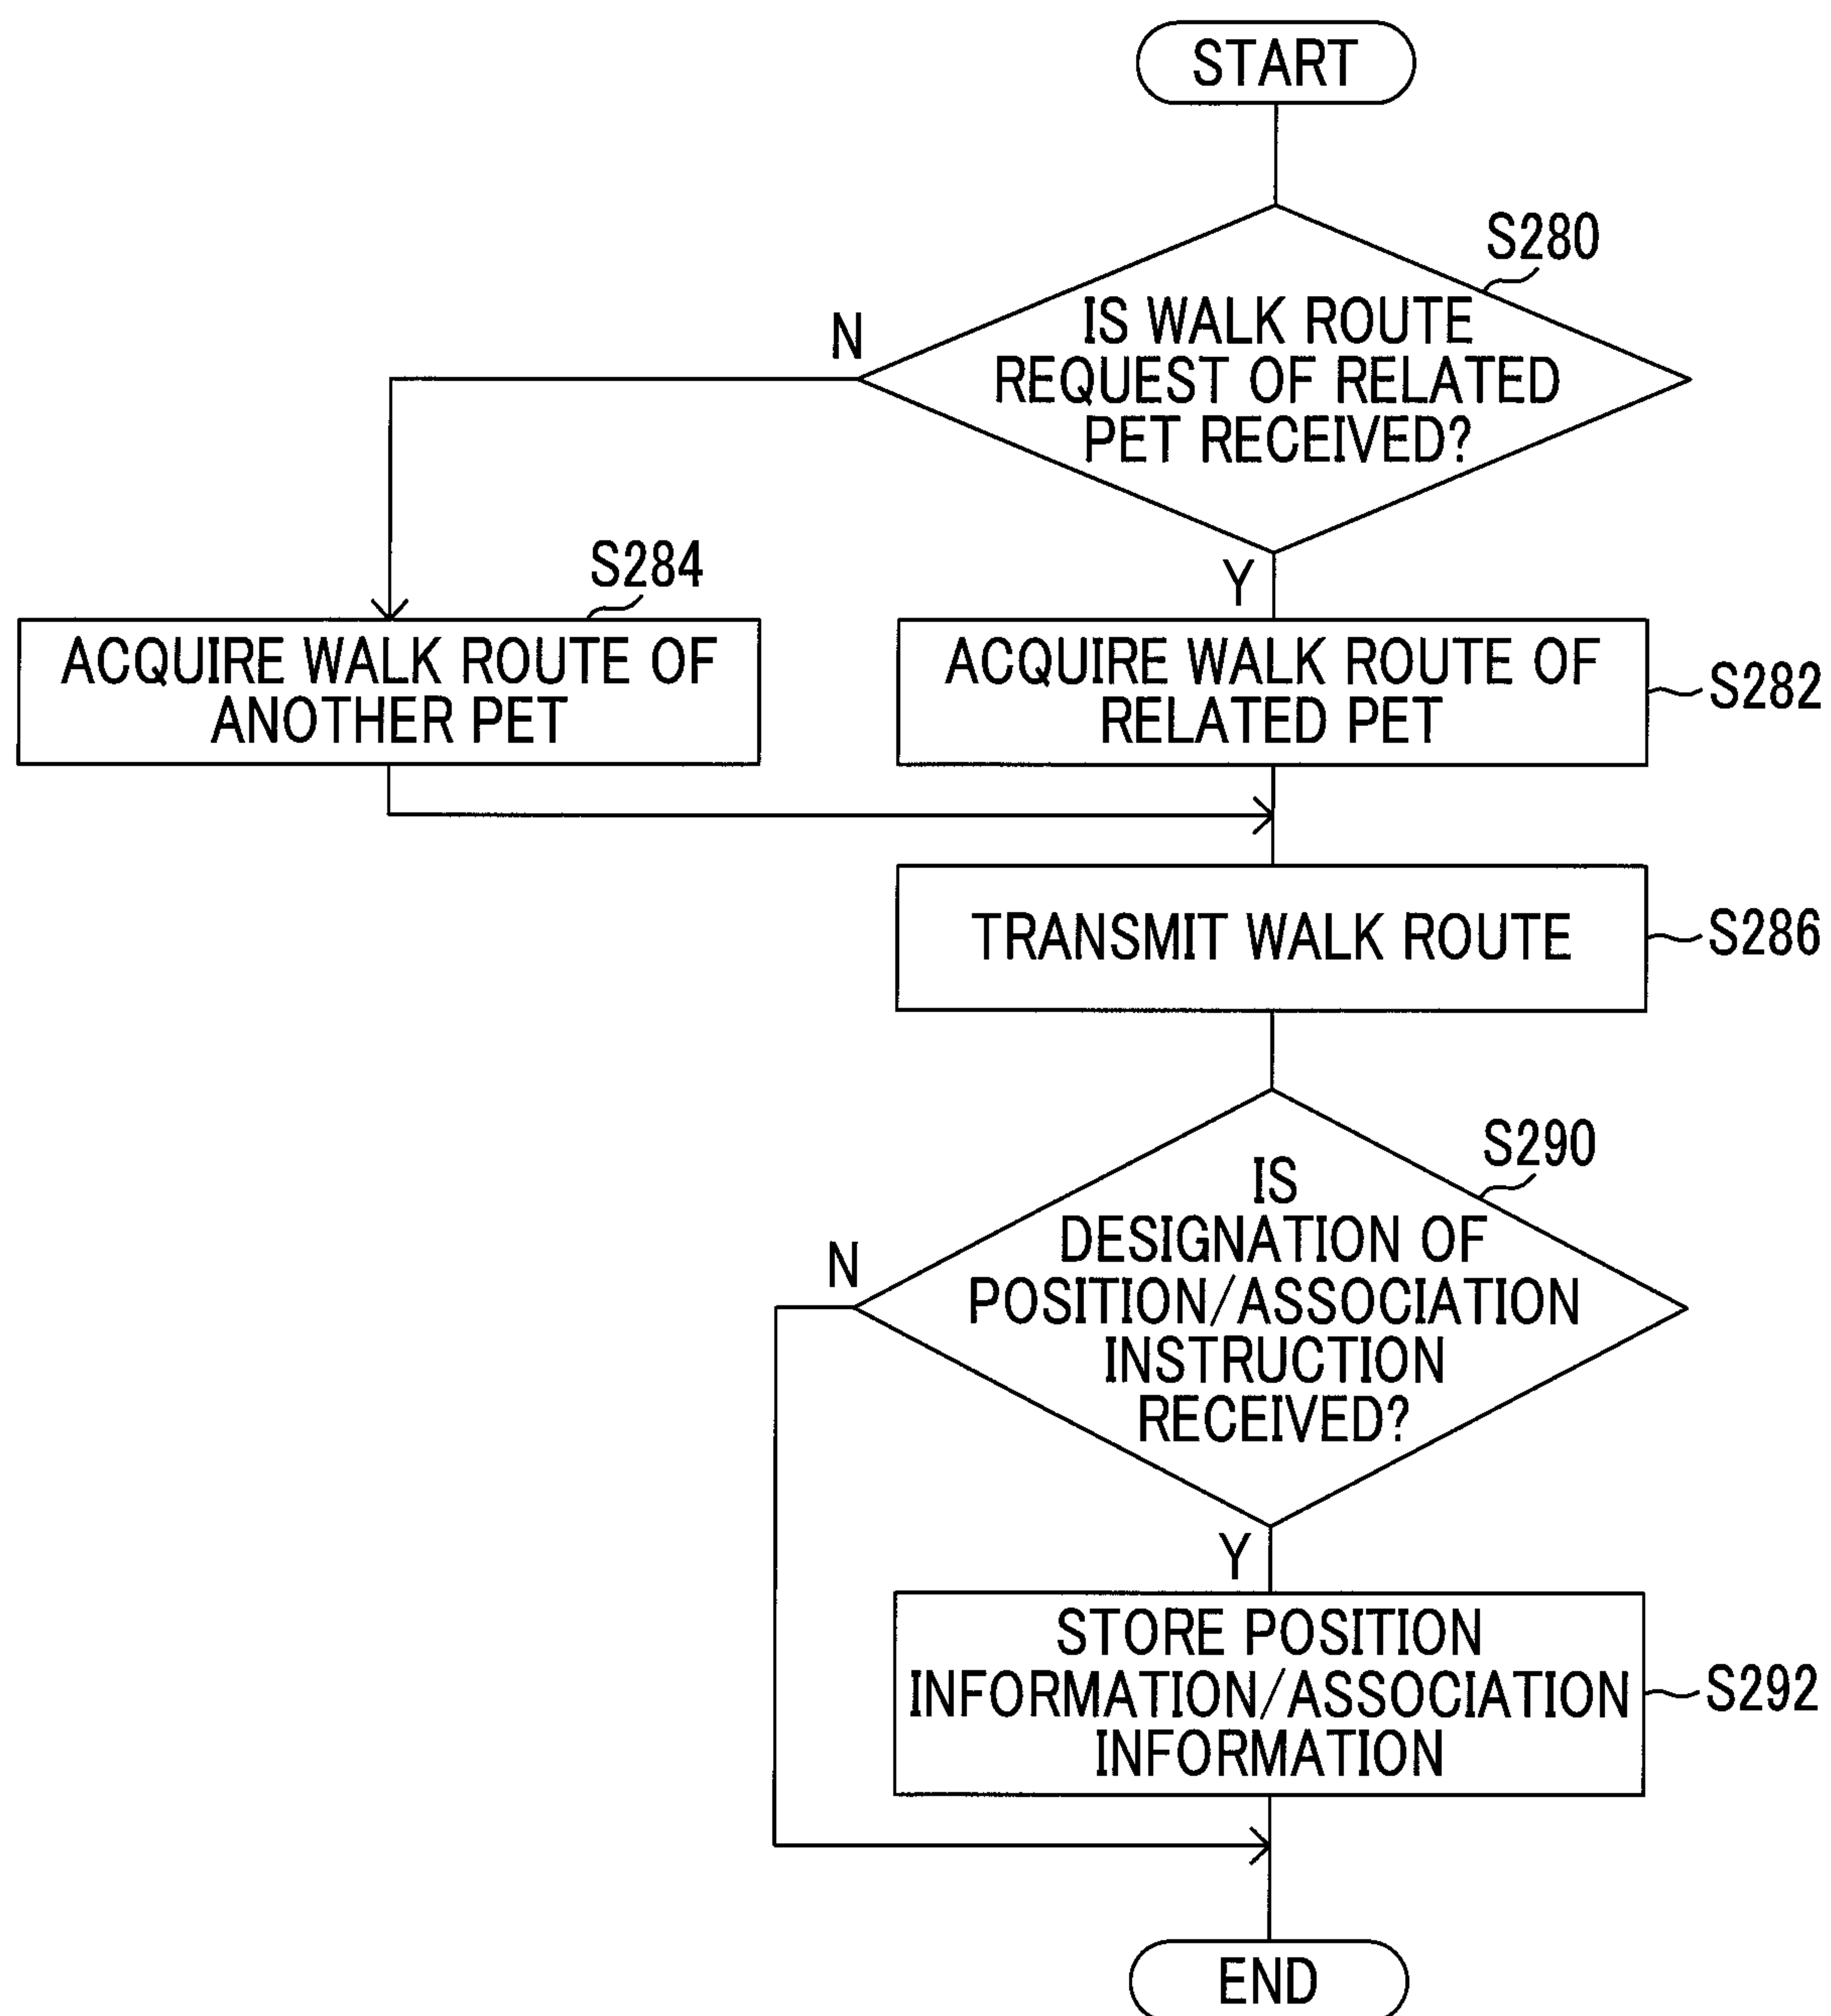 START
S280
IS WALK ROUTE
REQUEST OF RELATED
PET RECEIVED?
N
Y
S284
ACQUIRE WALK ROUTE OF
ANOTHER PET
ACQUIRE WALK ROUTE OF
RELATED PET
S282
TRANSMIT WALK ROUTE
S286
S290
IS
DESIGNATION OF
POSITION/ASSOCIATION
INSTRUCTION
RECEIVED?
N
Y
STORE POSITION
INFORMATION/ASSOCIATION
INFORMATION
S292
END